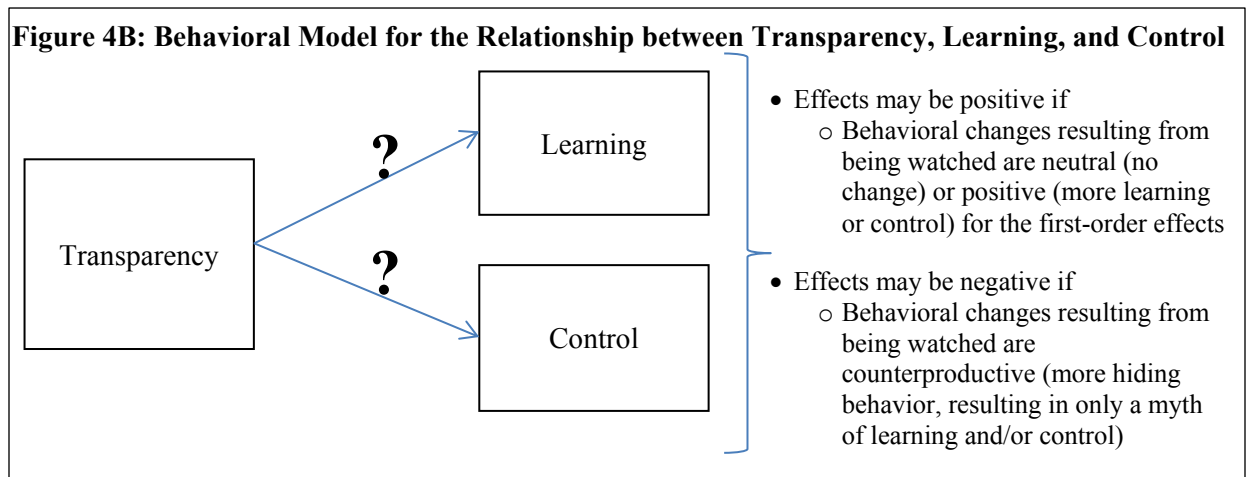 Figure 4B: Behavioral Model for the Relationship between Transparency, Learning, and Control
Transparency
?
?
Learning
Control
• Effects may be positive if
o Behavioral changes resulting from
being watched are neutral (no
change) or positive (more learning
or control) for the first-order effects
• Effects may be negative if
o Behavioral changes resulting from
being watched are
counterproductive (more hiding
behavior, resulting in only a myth
of learning and/or control)